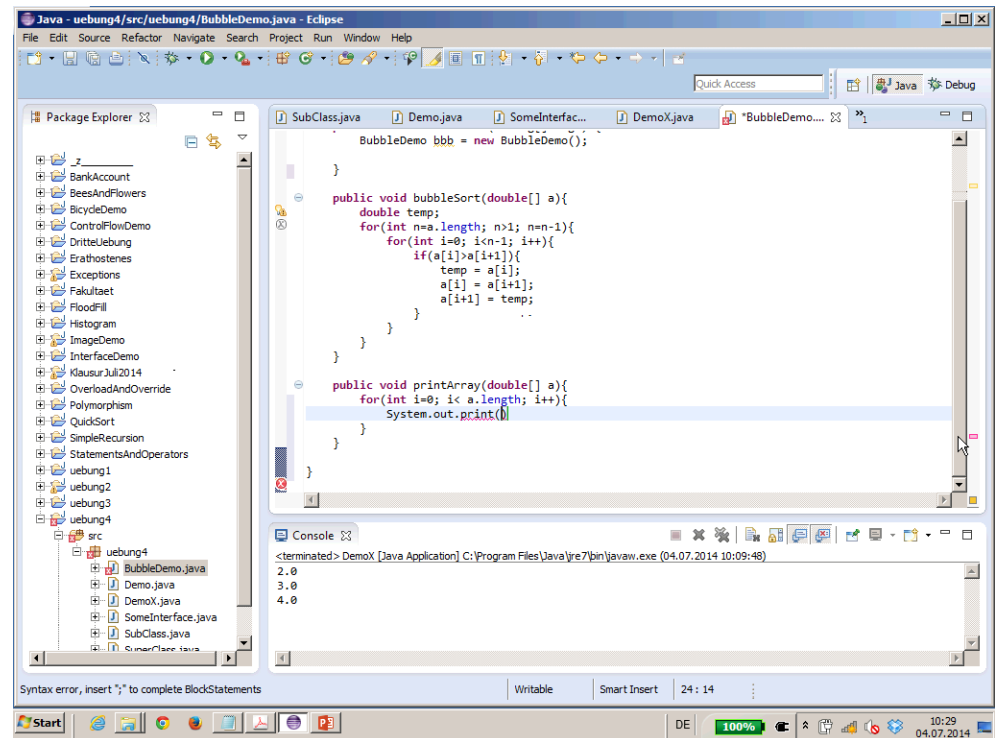 Java - uebung4/src/uebung4/BubbleDemo.java - Eclipse
File Edit Source Refactor Navigate Search Project Run Window Help
Quick Access
Java
Debug
Package Explorer
_z_
BankAccount
BeesAndFlowers
BicycleDemo
ControlFlowDemo
DritteUebung
Erathostenes
Exceptions
Fakultaet
FloodFill
Histogram
ImageDemo
InterfaceDemo
KlausurJuli2014
OverloadAndOverride
Polymorphism
QuickSort
SimpleRecursion
StatementsAndOperators
uebung1
uebung2
uebung3
uebung4
src
uebung4
BubbleDemo.java
Demo.java
DemoX.java
SomeInterface.java
SubClass.java
SuperClass.java
SubClass.java Demo.java SomeInterfac... DemoX.java *BubbleDemo.... »1
BubbleDemo bbb = new BubbleDemo();
}
public void bubbleSort(double[] a){
double temp;
for(int n=a.length; n>1; n=n-1){
for(int i=0; i<n-1; i++){
if(a[i]>a[i+1]){
temp = a[i];
a[i] = a[i+1];
a[i+1] = temp;
}
}
}
}
public void printArray(double[] a){
for(int i=0; i< a.length; i++){
System.out.print()
}
}
}
Console
<terminated> DemoX [Java Application] C:\Program Files\Java\jre7\bin\javaw.exe (04.07.2014 10:09:48)
2.0
3.0
4.0
Syntax error, insert ";" to complete BlockStatements
Writable
Smart Insert
24 : 14
Start
DE
100%
10:29
04.07.2014